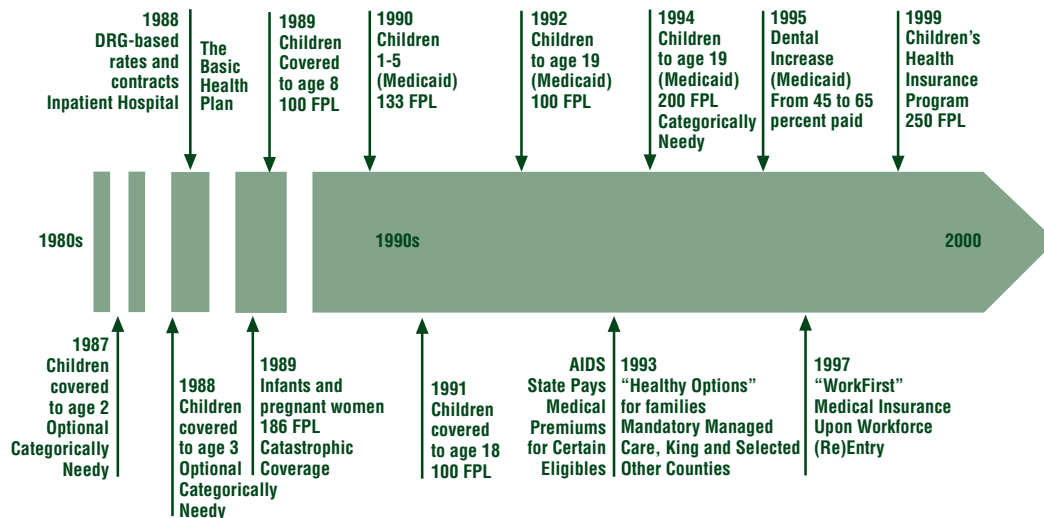 1988
DRG-based
rates and
contracts
Inpatient Hospital
The
Basic
Health
Plan
1989
Children
Covered
to age 8
100 FPL
1990
Children
1-5
(Medicaid)
133 FPL
1992
Children
to age 19
(Medicaid)
100 FPL
1994
Children
to age 19
(Medicaid)
200 FPL
Categorically
Needy
1995
Dental
Increase
(Medicaid)
From 45 to 65
percent paid
1999
Children’s
Health
Insurance
Program
250 FPL
1980s
1990s
2000
1987
Children
covered
to age 2
Optional
Categorically
Needy
1988
Children
covered
to age 3
Optional
Categorically
Needy
1989
Infants and
pregnant women
186 FPL
Catastrophic
Coverage
1991
Children
covered
to age 18
100 FPL
AIDS
State Pays
Medical
Premiums
for Certain
Eligibles
1993
“Healthy Options”
for families
Mandatory Managed
Care, King and Selected
Other Counties
1997
“WorkFirst”
Medical Insurance
Upon Workforce
(Re)Entry